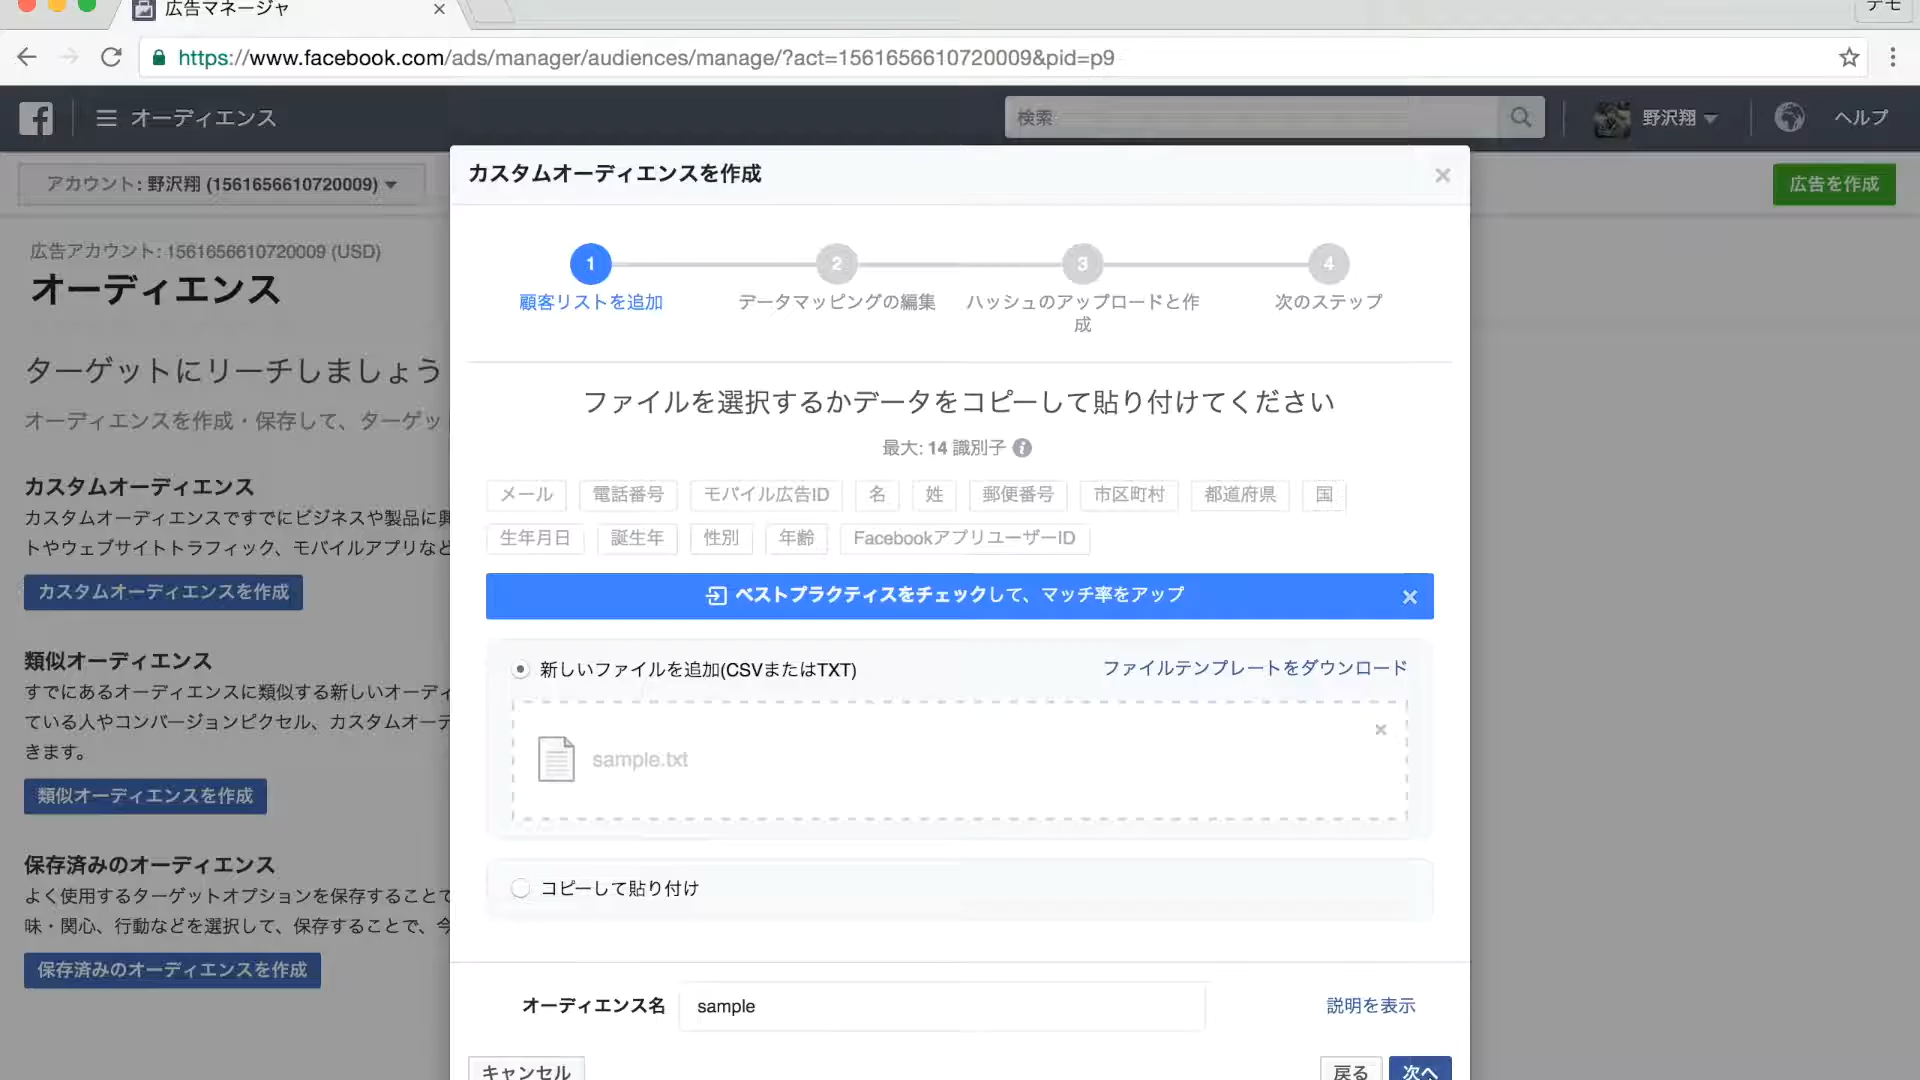 広告マネージャ
デモ
https://www.facebook.com/ads/manager/audiences/manage/?act=1561656610720009&pid=p9
オーディエンス
検索
野沢翔
ヘルプ
アカウント: 野沢翔 (1561656610720009)
広告を作成
広告アカウント: 1561656610720009 (USD)
オーディエンス
ターゲットにリーチしましょう
オーディエンスを作成・保存して、ターゲッ
カスタムオーディエンス
カスタムオーディエンスですでにビジネスや製品に興
トやウェブサイトトラフィック、モバイルアプリなど
カスタムオーディエンスを作成
類似オーディエンス
すでにあるオーディエンスに類似する新しいオーディ
ている人やコンバージョンピクセル、カスタムオーデ
きます。
類似オーディエンスを作成
保存済みのオーディエンス
よく使用するターゲットオプションを保存することで
味・関心、行動などを選択して、保存することで、今
保存済みのオーディエンスを作成
カスタムオーディエンスを作成
1 2 3 4
顧客リストを追加
データマッピングの編集
ハッシュのアップロードと作
成
次のステップ
ファイルを選択するかデータをコピーして貼り付けてください
最大: 14 識別子
メール 電話番号 モバイル広告ID 名 姓 郵便番号 市区町村 都道府県 国
生年月日 誕生年 性別 年齢 FacebookアプリユーザーID
ベストプラクティスをチェックして、マッチ率をアップ
新しいファイルを追加(CSVまたはTXT)
ファイルテンプレートをダウンロード
sample.txt
コピーして貼り付け
オーディエンス名
sample
説明を表示
キャンセル
戻る
次へ